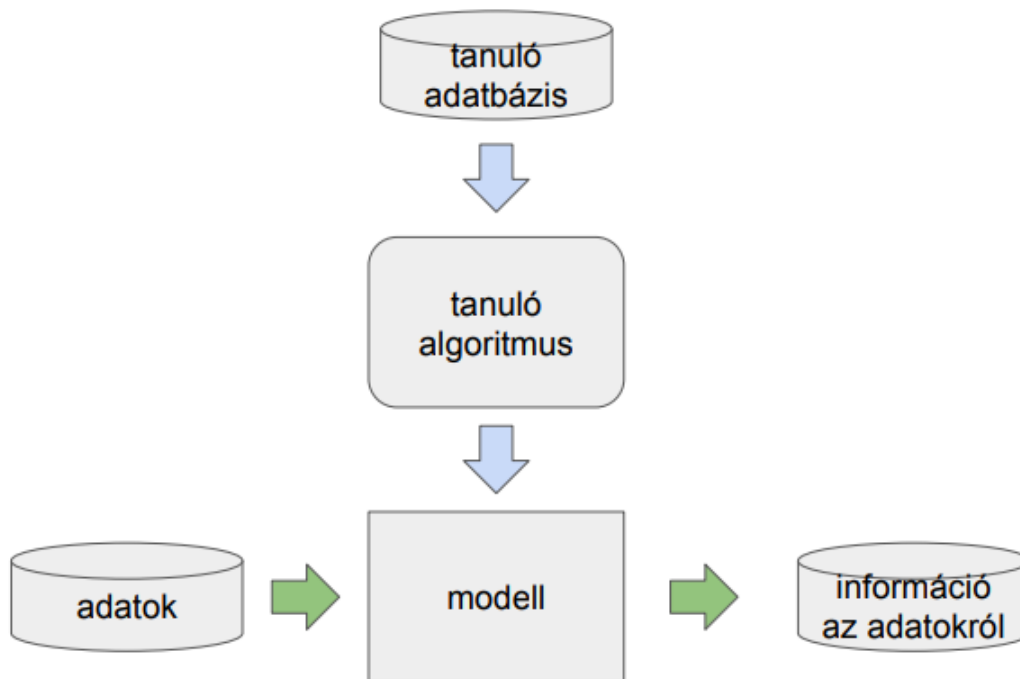 tanuló
adatbázis
tanuló
algoritmus
adatok
modell
információ
az adatokról